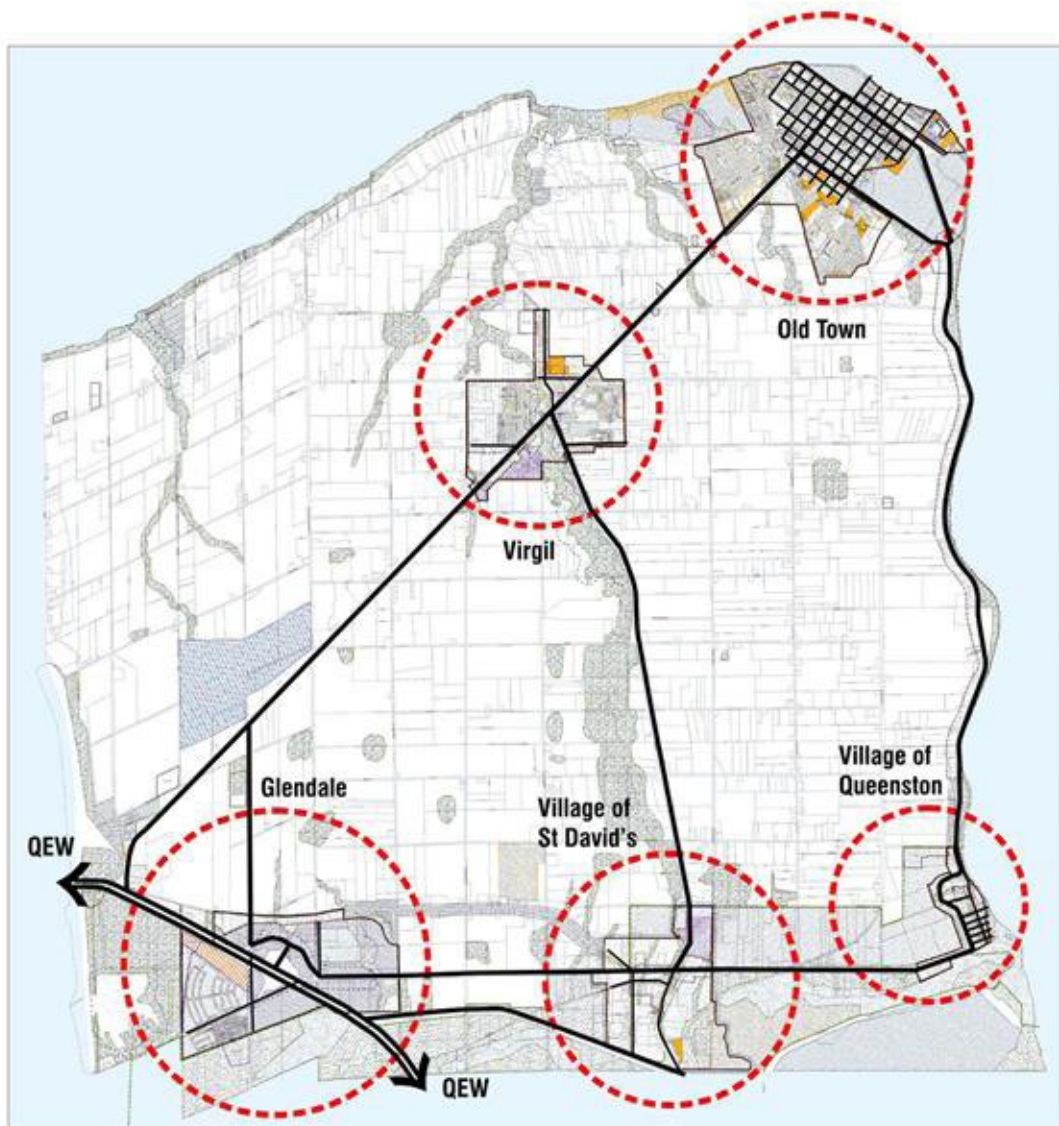 Old Town
Virgil
Village of
Queenston
Glendale
Village of
St David's
QEW
QEW